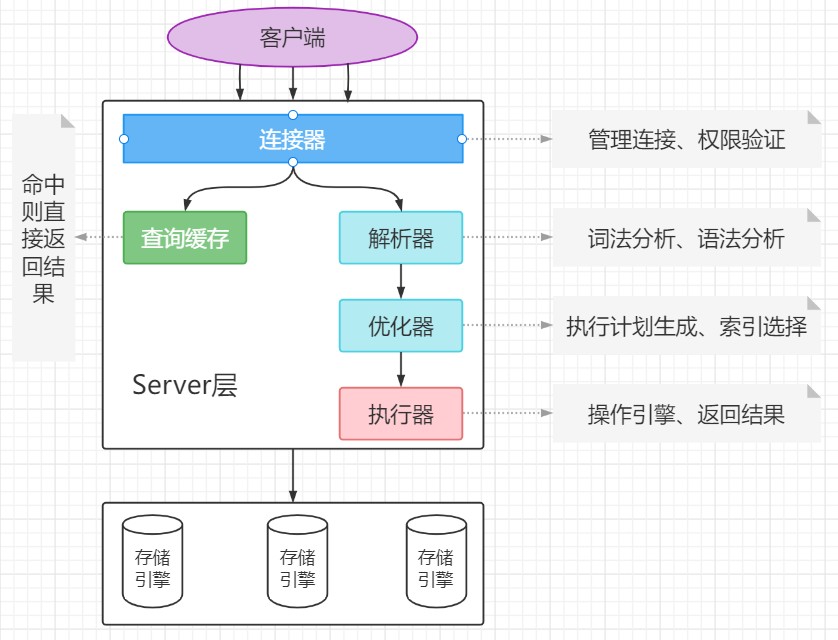 客户端
连接器
管理连接、权限验证
命中
则直
接返
回结
果
查询缓存
解析器
词法分析、语法分析
优化器
执行计划生成、索引选择
Server层
执行器
操作引擎、返回结果
存储
引擎
存储
引擎
存储
引擎